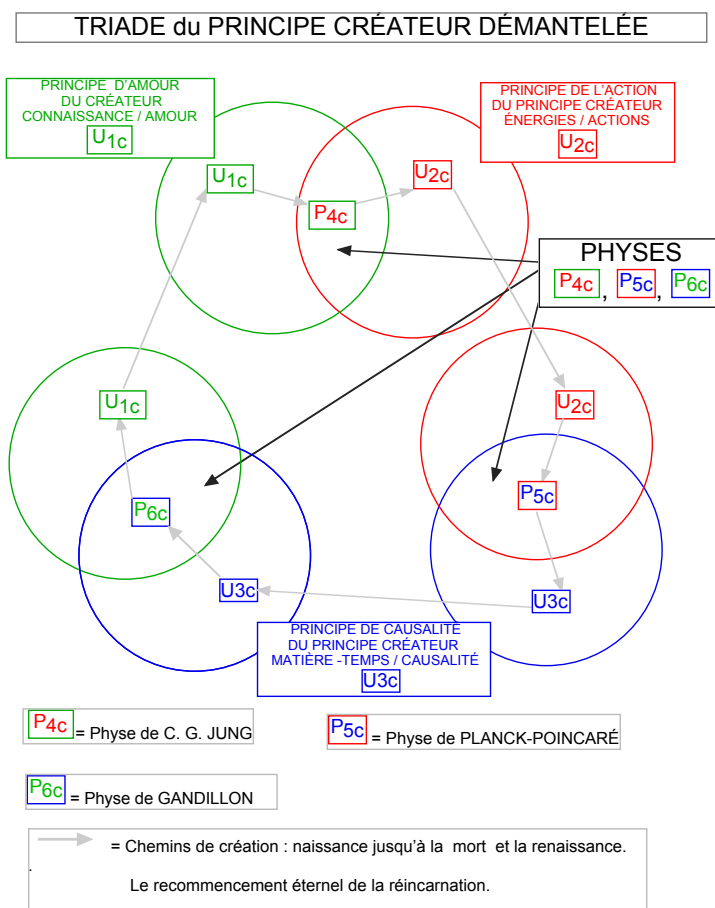 TRIADE du PRINCIPE CRÉATEUR DÉMANTELÉE
PRINCIPE D'AMOUR
DU CRÉATEUR
CONNAISSANCE / AMOUR
U1c
PRINCIPE DE L'ACTION
DU PRINCIPE CRÉATEUR
ÉNERGIES / ACTIONS
U2c
U1c
P4c
U2c
PHYSES
P4c, P5c, P6c
U1c
U2c
P6c
P5c
U3c
U3c
PRINCIPE DE CAUSALITÉ
DU PRINCIPE CRÉATEUR
MATIÈRE -TEMPS / CAUSALITÉ
U3c
P4c = Physe de C. G. JUNG
P5c = Physe de PLANCK-POINCARÉ
P6c = Physe de GANDILLON
= Chemins de création : naissance jusqu'à la mort et la renaissance.
.
Le recommencement éternel de la réincarnation.